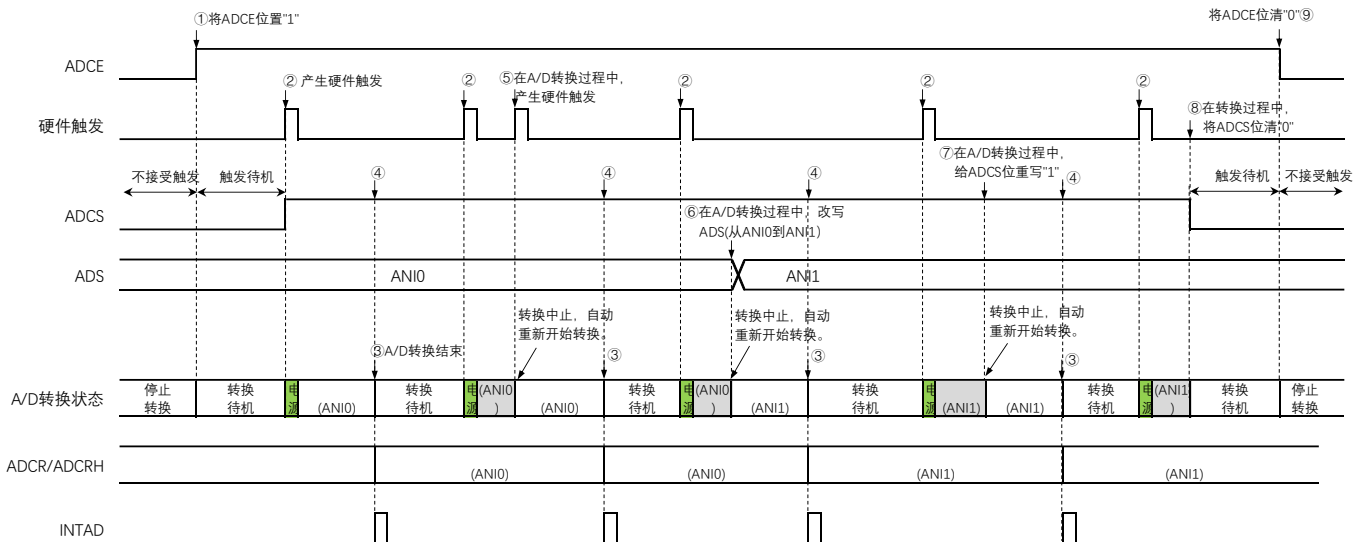 ①将ADCE位置"1"
将ADCE位清"0"⑨
ADCE
② 产生硬件触发
②
⑤在A/D转换过程中，
产生硬件触发
②
②
②
⑧在转换过程中，
将ADCS位清"0"
硬件触发
不接受触发
触发待机
④
④
④
⑦在A/D转换过程中，
给ADCS位重写"1"
④
触发待机
不接受触发
ADCS
⑥在A/D转换过程中，改写
ADS(从ANI0到ANI1）
ADS
ANI0
ANI1
转换中止，自动
重新开始转换
转换中止，自动
重新开始转换。
转换中止，自动
重新开始转换。
③A/D转换结束
③
③
③
A/D转换状态
停止
转换
转换
待机
电
源
(ANI0)
转换
待机
电
源
(ANI0
)
(ANI0)
转换
待机
电
源
(ANI0
)
(ANI1)
转换
待机
电
源
(ANI1)
(ANI1)
转换
待机
电
源
(ANI1
)
转换
待机
停止
转换
ADCR/ADCRH
(ANI0)
(ANI0)
(ANI1)
(ANI1)
INTAD